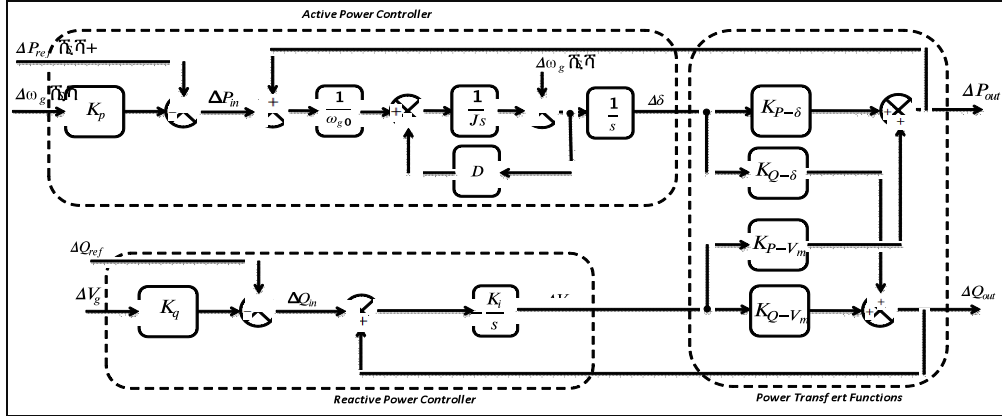 Active Power Controller
ΔP_ref
Δω_g
Δω_g
K_p
ΔP_in
1/ω_g0
1/Js
1/s
Δδ
D
K_P−δ
K_Q−δ
K_P−V_m
K_Q−V_m
ΔP_out
ΔQ_ref
ΔV_g
K_q
ΔQ_in
K_i/s
ΔQ_out
Reactive Power Controller
Power Transfert Functions